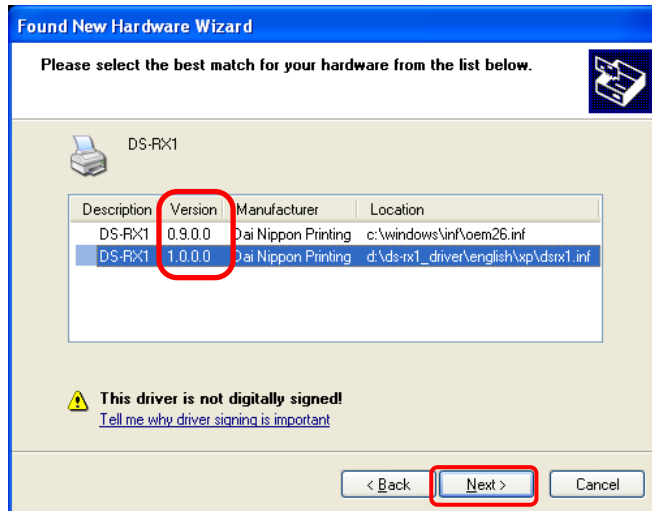 Found New Hardware Wizard
Please select the best match for your hardware from the list below.
DS-RX1
Description Version Manufacturer Location
DS-RX1 0.9.0.0 Dai Nippon Printing c:\windows\inf\oem26.inf
DS-RX1 1.0.0.0 Dai Nippon Printing d:\ds-rx1_driver\english\xp\dsrx1.inf
This driver is not digitally signed!
Tell me why driver signing is important
< Back Next > Cancel